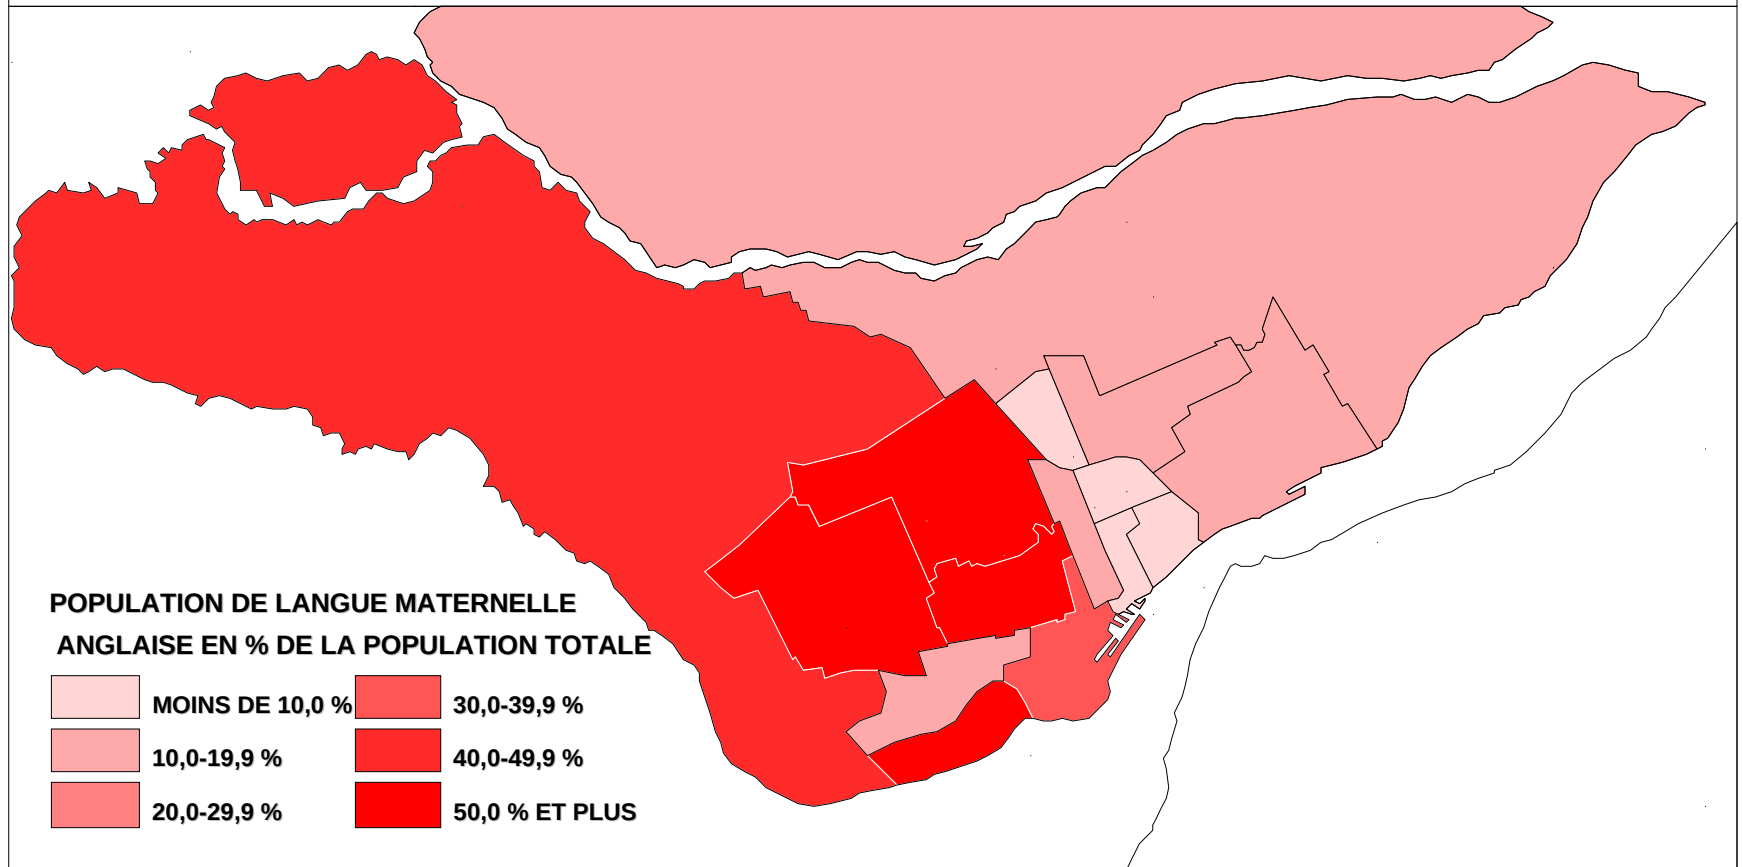 POPULATION DE LANGUE MATERNELLE
ANGLAISE EN % DE LA POPULATION TOTALE
MOINS DE 10,0 %
10,0-19,9 %
20,0-29,9 %
30,0-39,9 %
40,0-49,9 %
50,0 % ET PLUS